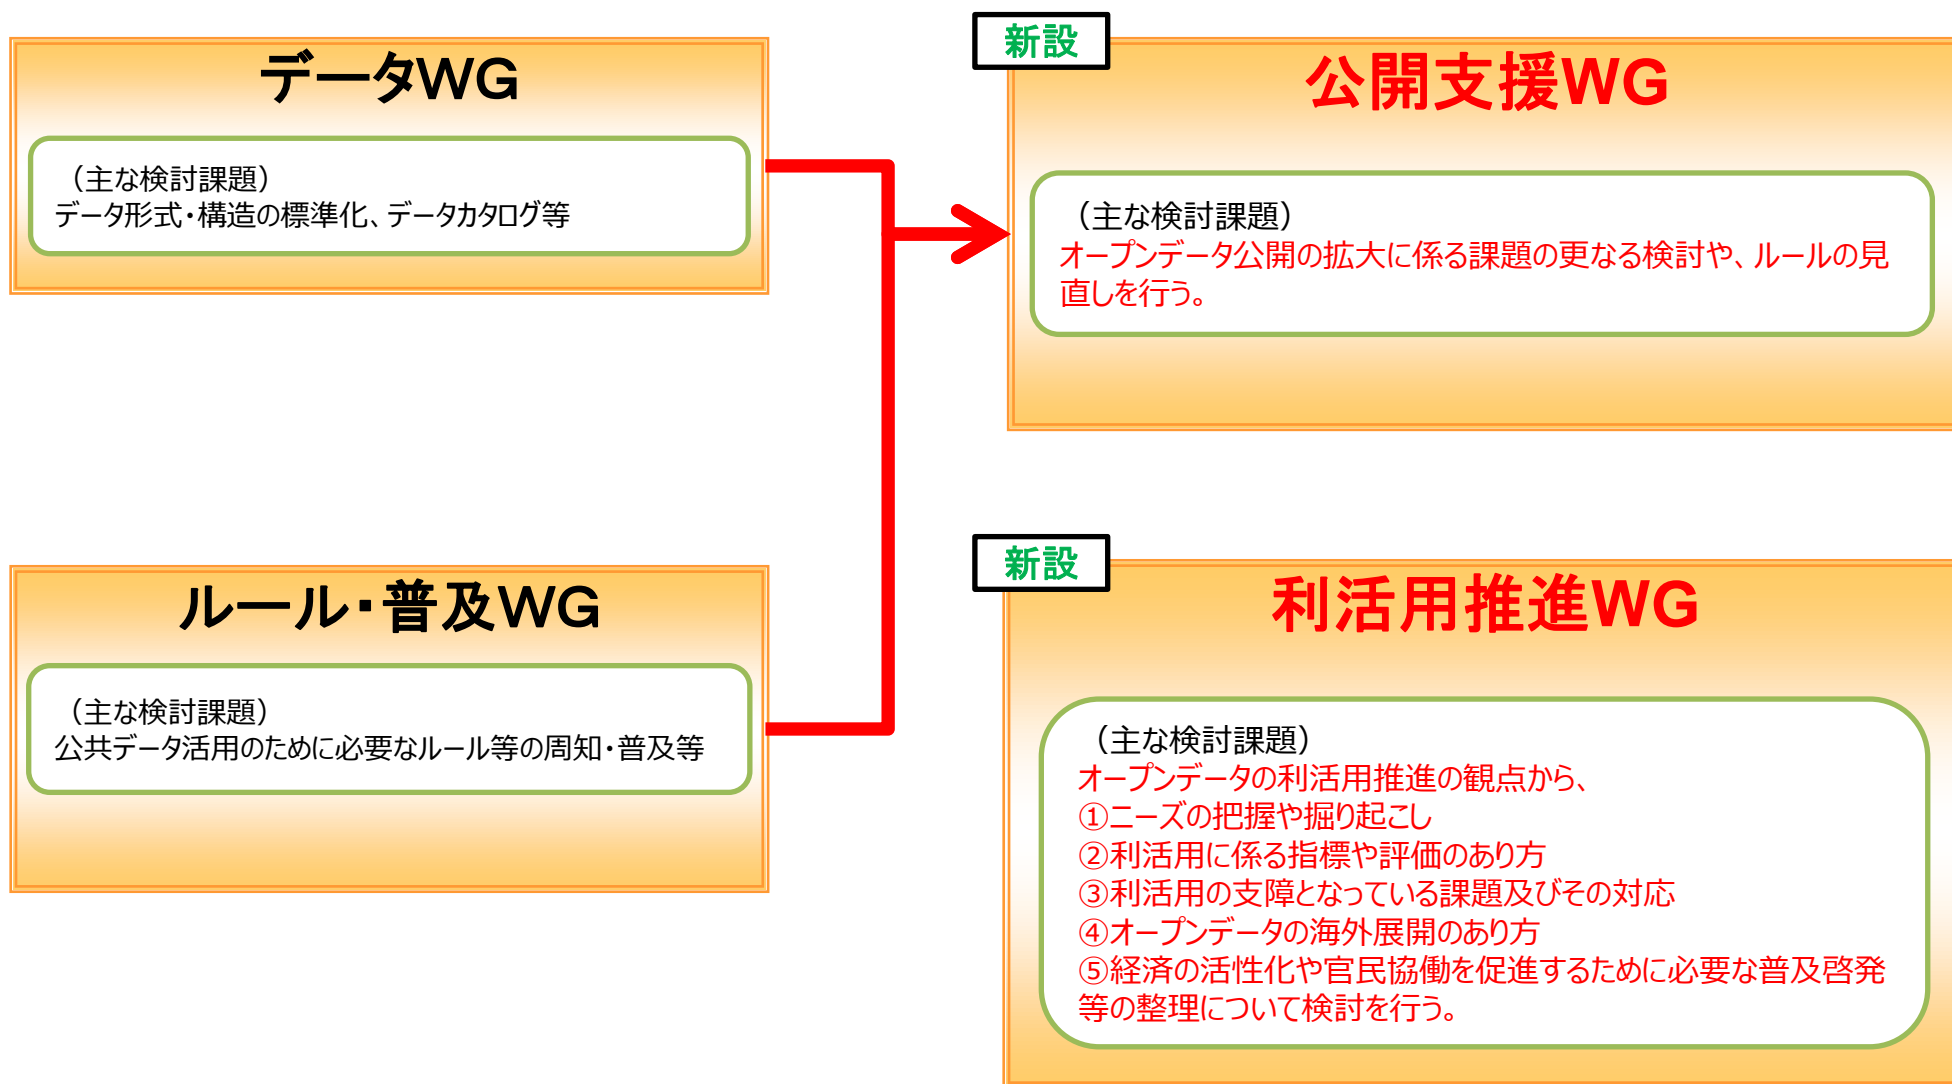 データWG
(主な検討課題)
データ形式・構造の標準化、データカタログ等
ルール・普及WG
(主な検討課題)
公共データ活用のために必要なルール等の周知・普及等
新設
公開支援WG
(主な検討課題)
オープンデータ公開の拡大に係る課題の更なる検討や、ルールの見
直しを行う。
新設
利活用推進WG
(主な検討課題)
オープンデータの利活用推進の観点から、
①ニーズの把握や掘り起こし
②利活用に係る指標や評価のあり方
③利活用の支障となっている課題及びその対応
④オープンデータの海外展開のあり方
⑤経済の活性化や官民協働を促進するために必要な普及啓発
等の整理について検討を行う。